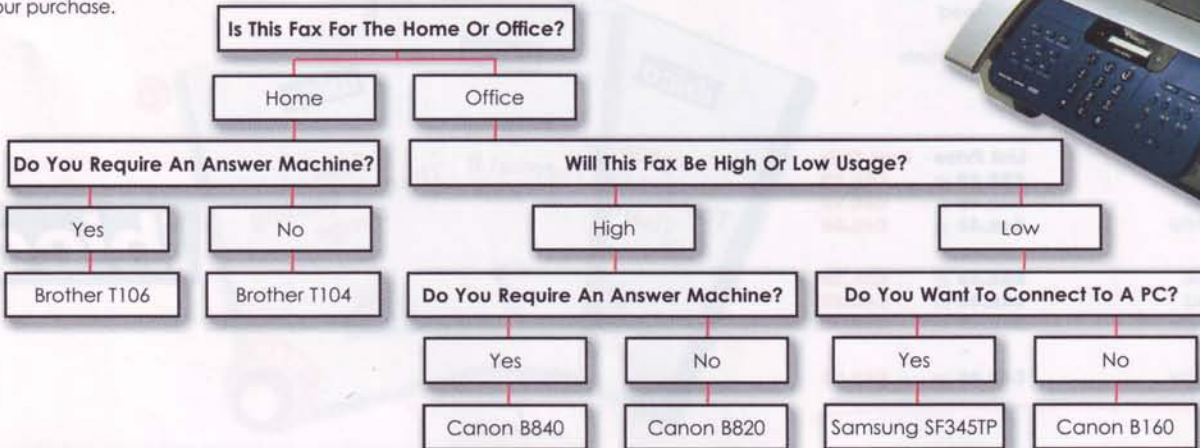 our purchase.
Is This Fax For The Home Or Office?
Home Office
Do You Require An Answer Machine? Will This Fax Be High Or Low Usage?
Yes No High Low
Brother T106 Brother T104 Do You Require An Answer Machine? Do You Want To Connect To A PC?
Yes No Yes No
Canon B840 Canon B820 Samsung SF345TP Canon B160